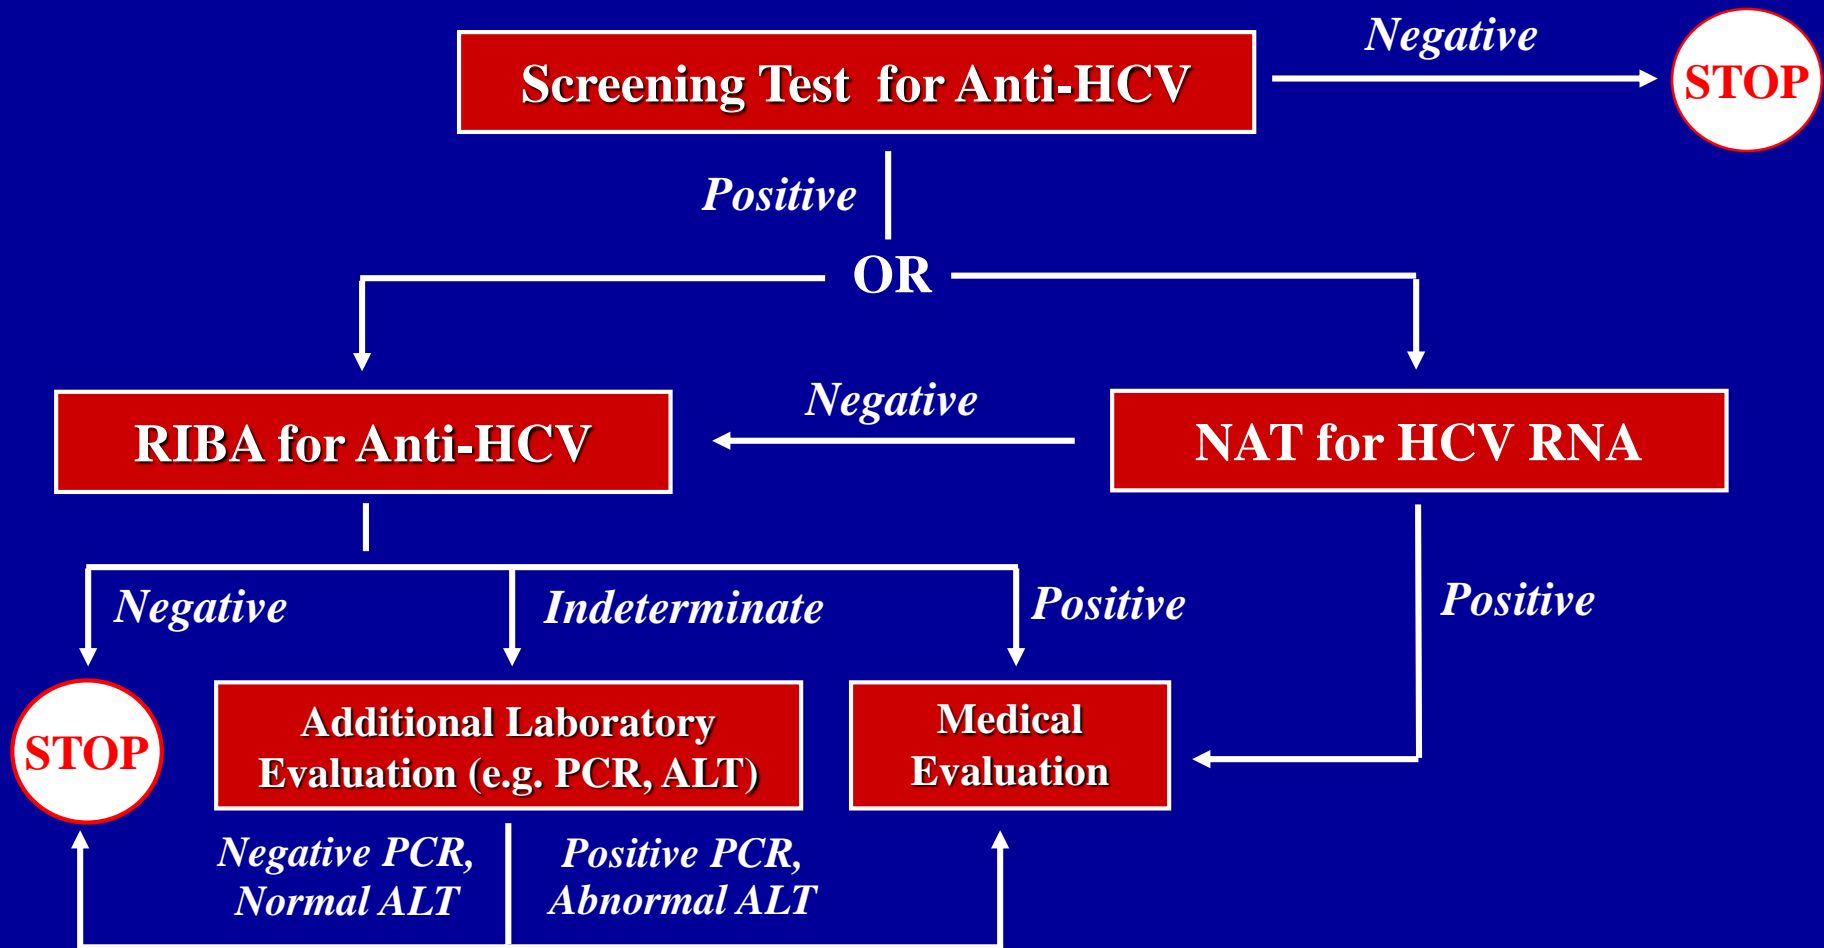 Negative
Screening Test for Anti-HCV
STOP
Positive
OR
Negative
RIBA for Anti-HCV
NAT for HCV RNA
Negative
Indeterminate
Positive
Positive
STOP
Additional Laboratory
Evaluation (e.g. PCR, ALT)
Medical
Evaluation
Negative PCR,
Normal ALT
Positive PCR,
Abnormal ALT